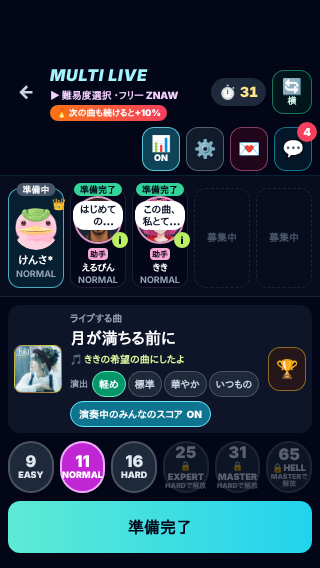 MULTI LIVE
▶ 難易度選択・フリー ZNAW
🔥 次の曲も続けると+10%
⏱ 31
🔄
横
📊
ON
⚙️
💌
💬
4
準備中
けんさ*
NORMAL
準備完了
はじめて
の…
i
助手
えるぴん
NORMAL
準備完了
この曲、
私とて…
i
助手
きき
NORMAL
募集中
募集中
ライブする曲
月が満ちる前に
🎵 ききの希望の曲にしたよ
演出
軽め
標準
華やか
いつもの
演奏中のみんなのスコア ON
🏆
9
EASY
11
NORMAL
16
HARD
25
🔒
EXPERT
HARDで解放
31
🔒
MASTER
HARDで解放
65
🔒HELL
MASTERで
解放
準備完了